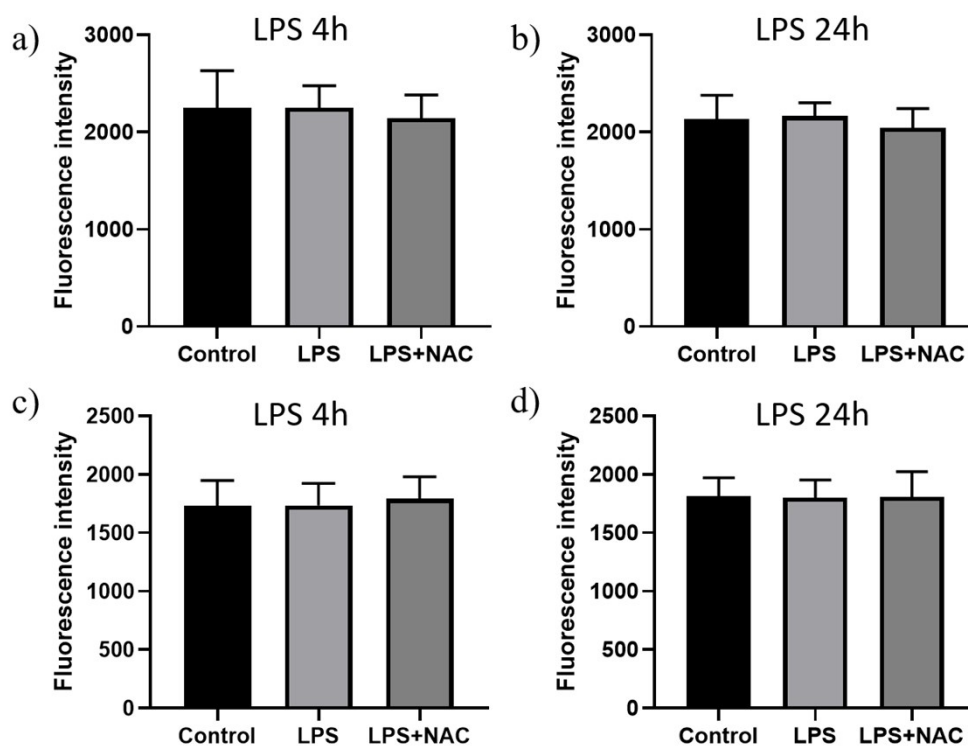 a)
LPS 4h
Fluorescence intensity
3000
2000
1000
0
Control LPS LPS+NAC
b)
LPS 24h
Fluorescence intensity
3000
2000
1000
0
Control LPS LPS+NAC
c)
LPS 4h
Fluorescence intensity
2500
2000
1500
1000
500
0
Control LPS LPS+NAC
d)
LPS 24h
Fluorescence intensity
2500
2000
1500
1000
500
0
Control LPS LPS+NAC